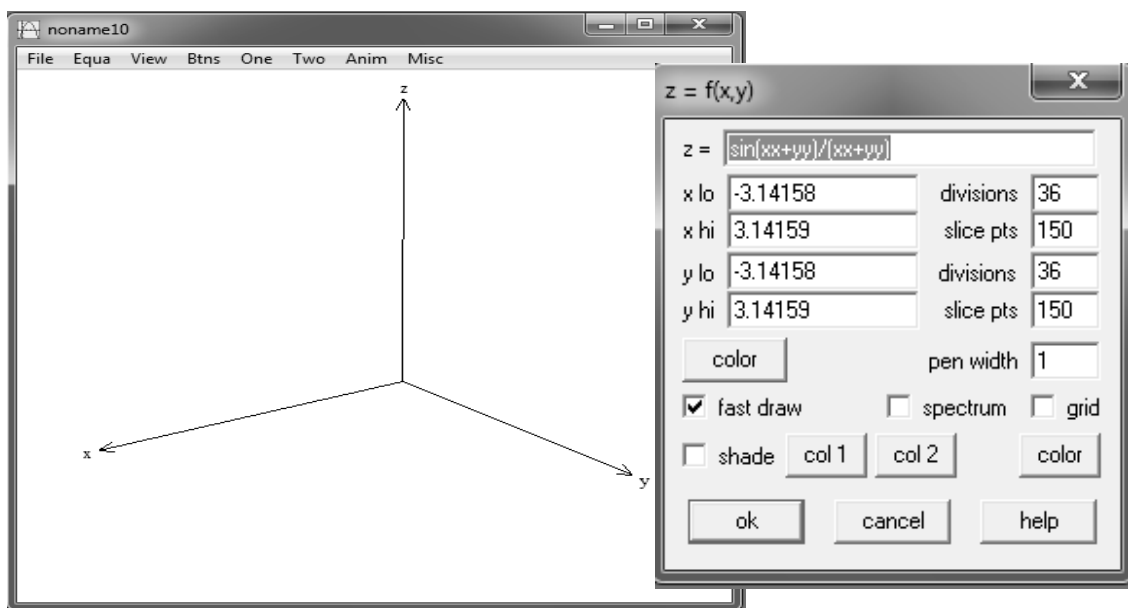 noname10
File Equa View Btns One Two Anim Misc
z
x
y
z = f(x,y)
z = sin(xx+yy)/(xx+yy)
x lo -3.14158 divisions 36
x hi 3.14159 slice pts 150
y lo -3.14158 divisions 36
y hi 3.14159 slice pts 150
color pen width 1
fast draw spectrum grid
shade col 1 col 2 color
ok cancel help